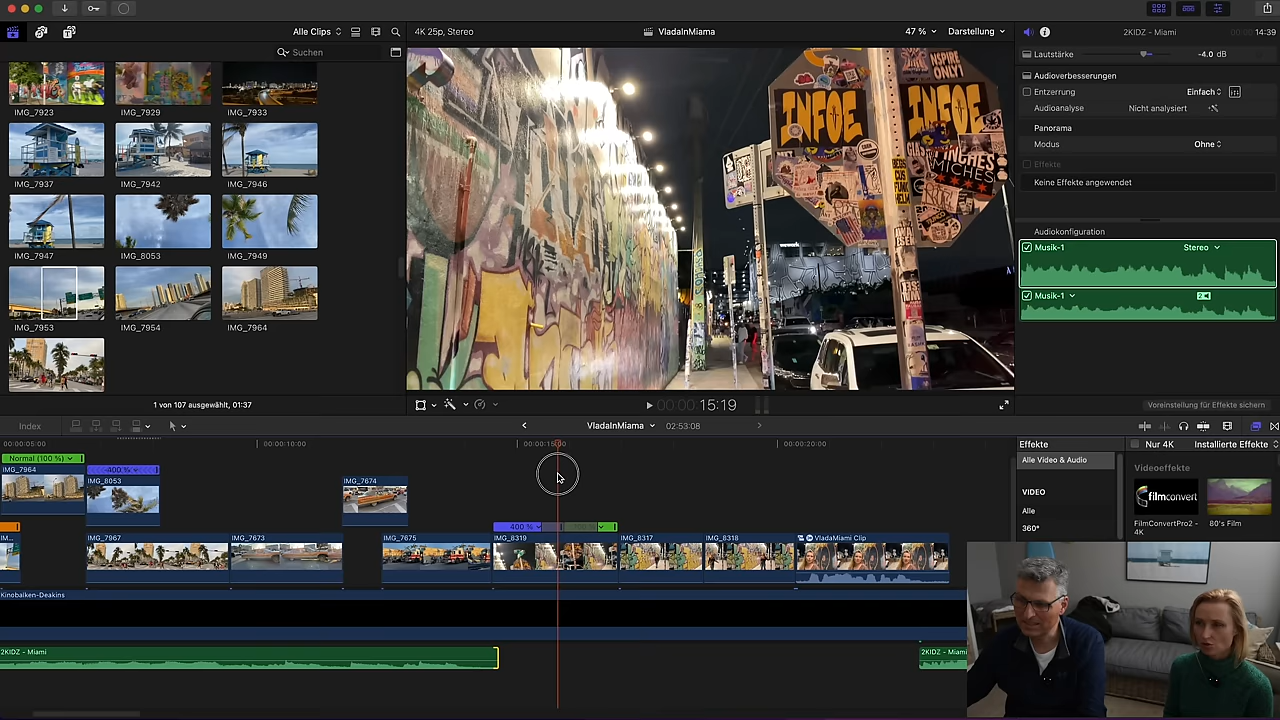 Alle Clips
4K 25p, Stereo
VladaInMiama
47 %
Darstellung
2KIDZ - Miami
14:39
Suchen
IMG_7923
IMG_7929
IMG_7933
IMG_7937
IMG_7942
IMG_7946
IMG_7947
IMG_8053
IMG_7949
IMG_7953
IMG_7954
IMG_7964
1 von 107 ausgewählt, 01:37
INFOE
INFOE
NSPIRE
ONLY!
PINCHES
MICHES
00:00:15:19
Lautstärke
-4.0 dB
Audioverbesserungen
Entzerrung
Einfach
Audioanalyse
Nicht analysiert
Panorama
Modus
Ohne
Effekte
Keine Effekte angewendet
Audiokonfiguration
Musik-1
Stereo
Musik-1
2
Voreinstellung für Effekte sichern
Index
VladaInMiama
02:53:08
00:00:05:00
00:00:10:00
00:00:15:00
00:00:20:00
Normal (100 %)
IMG_7964
-400 %
IMG_8053
IMG_7674
400 %
IM...
IMG_7967
IMG_7673
IMG_7675
IMG_8319
IMG_8317
IMG_8318
VladaMiami Clip
Kinobalken-Deakins
2KIDZ - Miami
2KIDZ - Miami
Effekte
Nur 4K
Installierte Effekte
Alle Video & Audio
VIDEO
Alle
360°
Videoeffekte
filmconvert
FilmConvertPro2 -
4K
80's Film